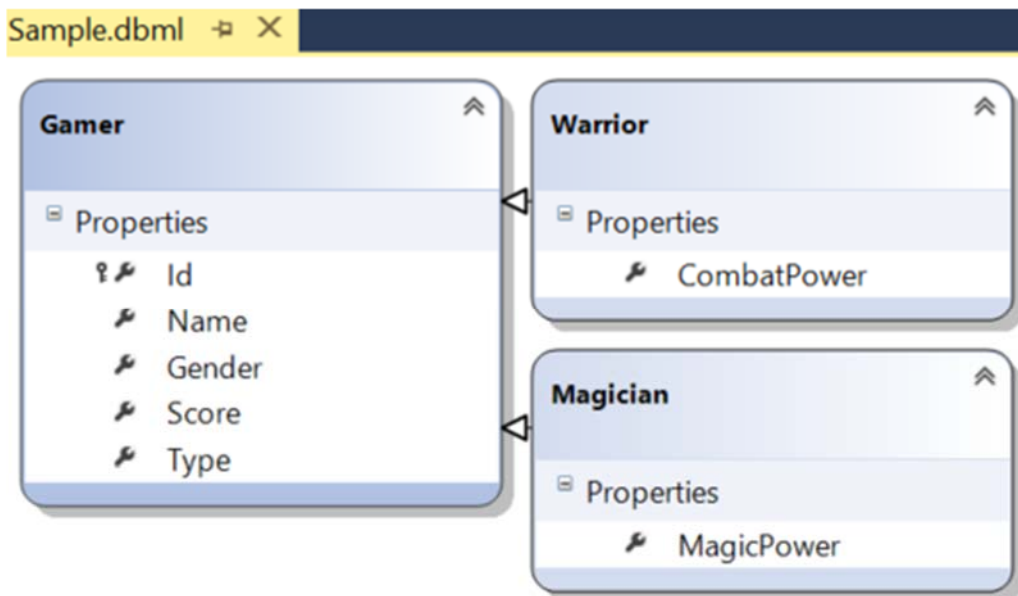 Sample.dbml
Gamer
Properties
Id
Name
Gender
Score
Type
Warrior
Properties
CombatPower
Magician
Properties
MagicPower